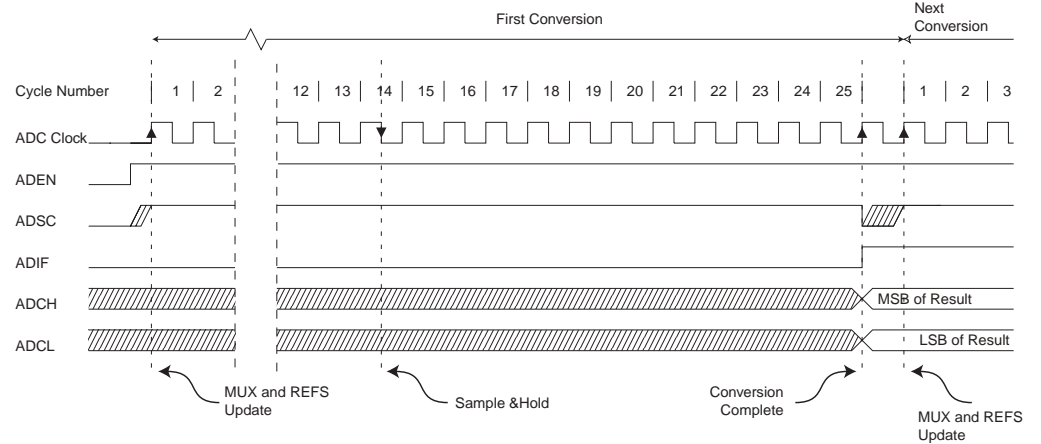 First Conversion
Next
Conversion
Cycle Number 1 2 12 13 14 15 16 17 18 19 20 21 22 23 24 25 1 2 3
ADC Clock
ADEN
ADSC
ADIF
ADCH MSB of Result
ADCL LSB of Result
MUX and REFS
Update
Sample &Hold
Conversion
Complete
MUX and REFS
Update